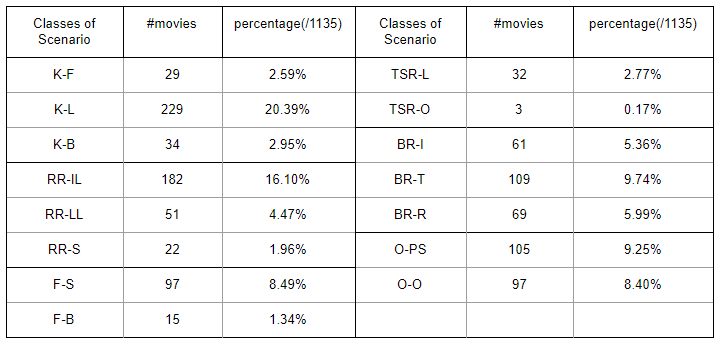 Classes of Scenario #movies percentage(/1135) Classes of Scenario #movies percentage(/1135)
K-F 29 2.59% TSR-L 32 2.77%
K-L 229 20.39% TSR-O 3 0.17%
K-B 34 2.95% BR-I 61 5.36%
RR-IL 182 16.10% BR-T 109 9.74%
RR-LL 51 4.47% BR-R 69 5.99%
RR-S 22 1.96% O-PS 105 9.25%
F-S 97 8.49% O-O 97 8.40%
F-B 15 1.34%